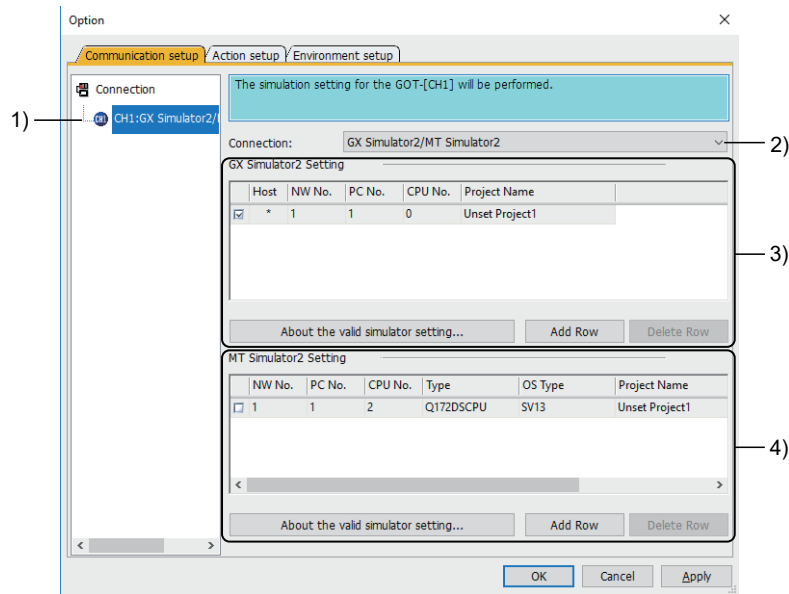 Option
Communication setup Action setup Environment setup
Connection
CH1:GX Simulator2/
1)
The simulation setting for the GOT-[CH1] will be performed.
Connection: GX Simulator2/MT Simulator2
2)
GX Simulator2 Setting
Host NW No. PC No. CPU No. Project Name
* 1 1 0 Unset Project1
3)
About the valid simulator setting... Add Row Delete Row
MT Simulator2 Setting
NW No. PC No. CPU No. Type OS Type Project Name
1 1 2 Q172DSCPU SV13 Unset Project1
4)
About the valid simulator setting... Add Row Delete Row
OK Cancel Apply